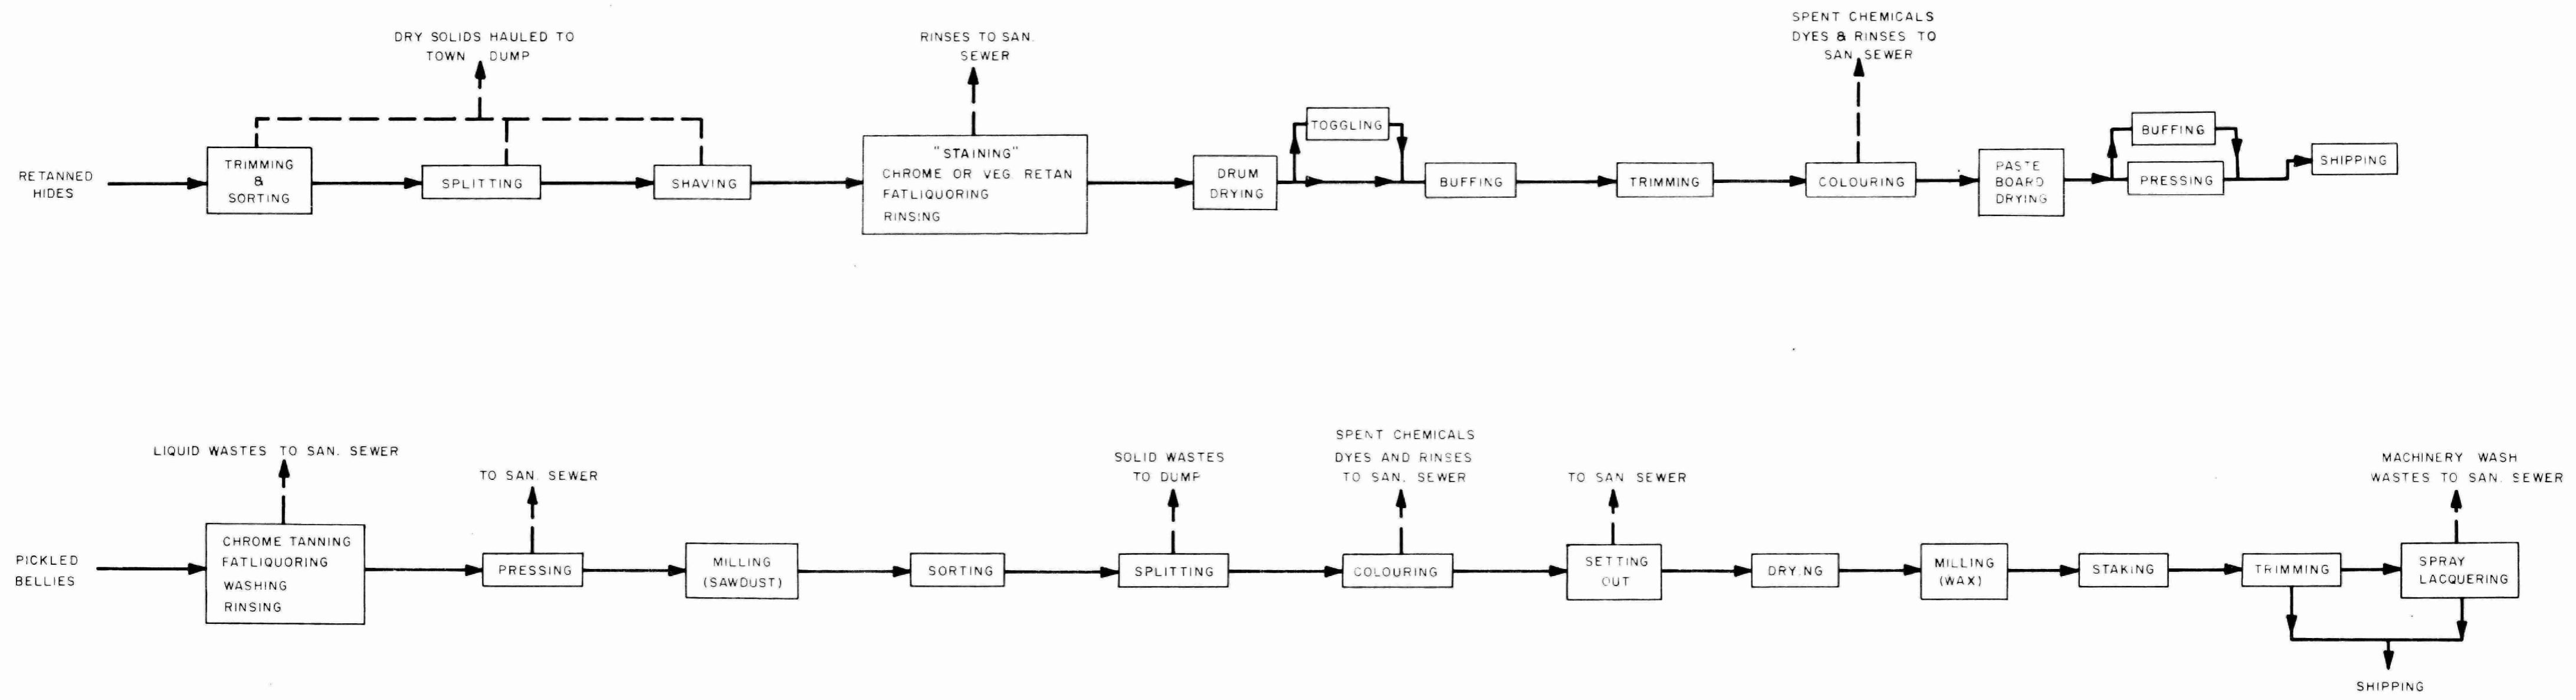 DRY SOLIDS HAULED TO
TOWN DUMP
RINSES TO SAN.
SEWER
SPENT CHEMICALS
DYES & RINSES TO
SAN SEWER
RETANNED
HIDES
TRIMMING
&
SORTING
SPLITTING
SHAVING
"STAINING"
CHROME OR VEG. RETAN
FATLIQUORING
RINSING
DRUM
DRYING
TOGGLING
BUFFING
TRIMMING
COLOURING
PASTE
BOARD
DRYING
BUFFING
PRESSING
SHIPPING
PICKLED
BELLIES
LIQUID WASTES TO SAN. SEWER
CHROME TANNING
FATLIQUORING
WASHING
RINSING
TO SAN. SEWER
PRESSING
MILLING
(SAWDUST)
SORTING
SOLID WASTES
TO DUMP
SPLITTING
SPENT CHEMICALS
DYES AND RINSES
TO SAN. SEWER
COLOURING
TO SAN SEWER
SETTING
OUT
DRYING
MILLING
(WAX)
STAKING
TRIMMING
MACHINERY WASH
WASTES TO SAN. SEWER
SPRAY
LACQUERING
SHIPPING